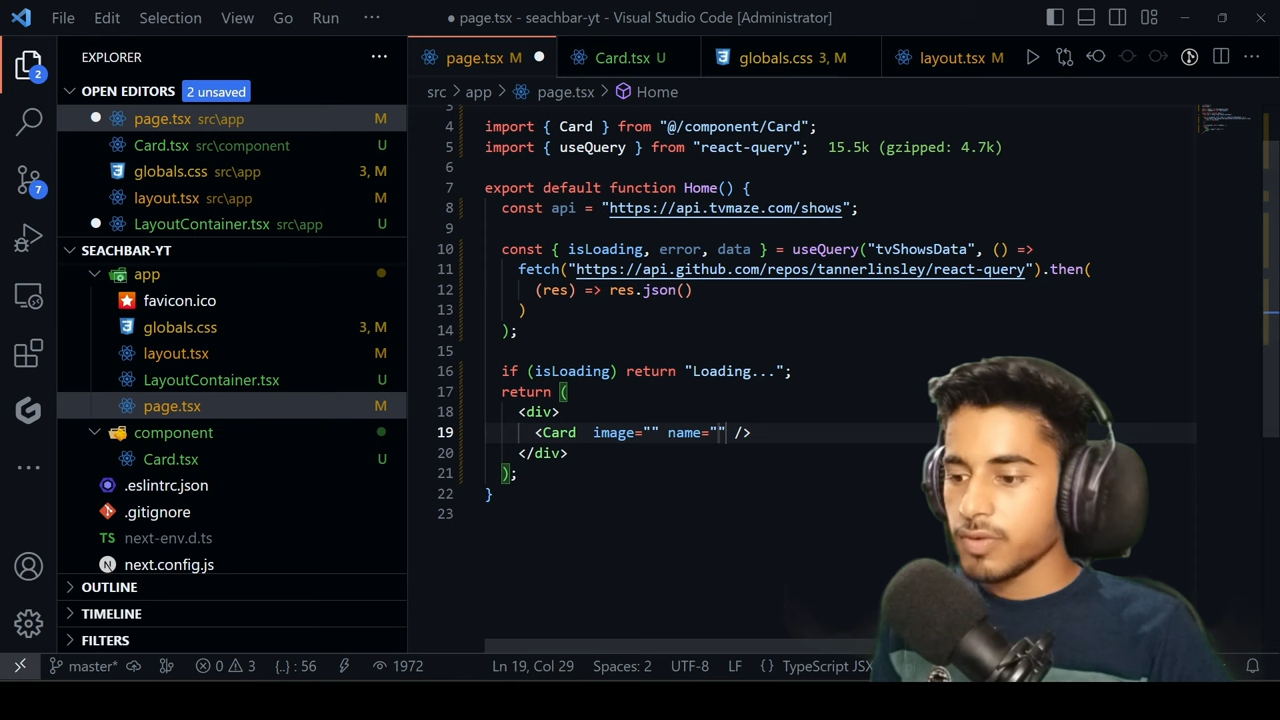 File Edit Selection View Go Run ··· ● page.tsx - seachbar-yt - Visual Studio Code [Administrator]
EXPLORER ···
OPEN EDITORS 2 unsaved
page.tsx src\app M
Card.tsx src\component U
globals.css src\app 3, M
layout.tsx src\app M
LayoutContainer.tsx src\app U
SEACHBAR-YT
app
favicon.ico
globals.css 3, M
layout.tsx M
LayoutContainer.tsx U
page.tsx M
component
Card.tsx U
.eslintrc.json
.gitignore
TS next-env.d.ts
N next.config.js
OUTLINE
TIMELINE
FILTERS
2
7
page.tsx M Card.tsx U globals.css 3, M layout.tsx M ···
src > app > page.tsx > Home
3
4 import { Card } from "@/component/Card";
5 import { useQuery } from "react-query"; 15.5k (gzipped: 4.7k)
6
7 export default function Home() {
8 const api = "https://api.tvmaze.com/shows";
9
10 const { isLoading, error, data } = useQuery("tvShowsData", () =>
11 fetch("https://api.github.com/repos/tannerlinsley/react-query").then(
12 (res) => res.json()
13 )
14 );
15
16 if (isLoading) return "Loading...";
17 return (
18 <div>
19 <Card  image="" name="" />
20 </div>
21 );
22 }
23
master* 0 3 {..} : 56 1972 Ln 19, Col 29 Spaces: 2 UTF-8 LF {} TypeScript JSX